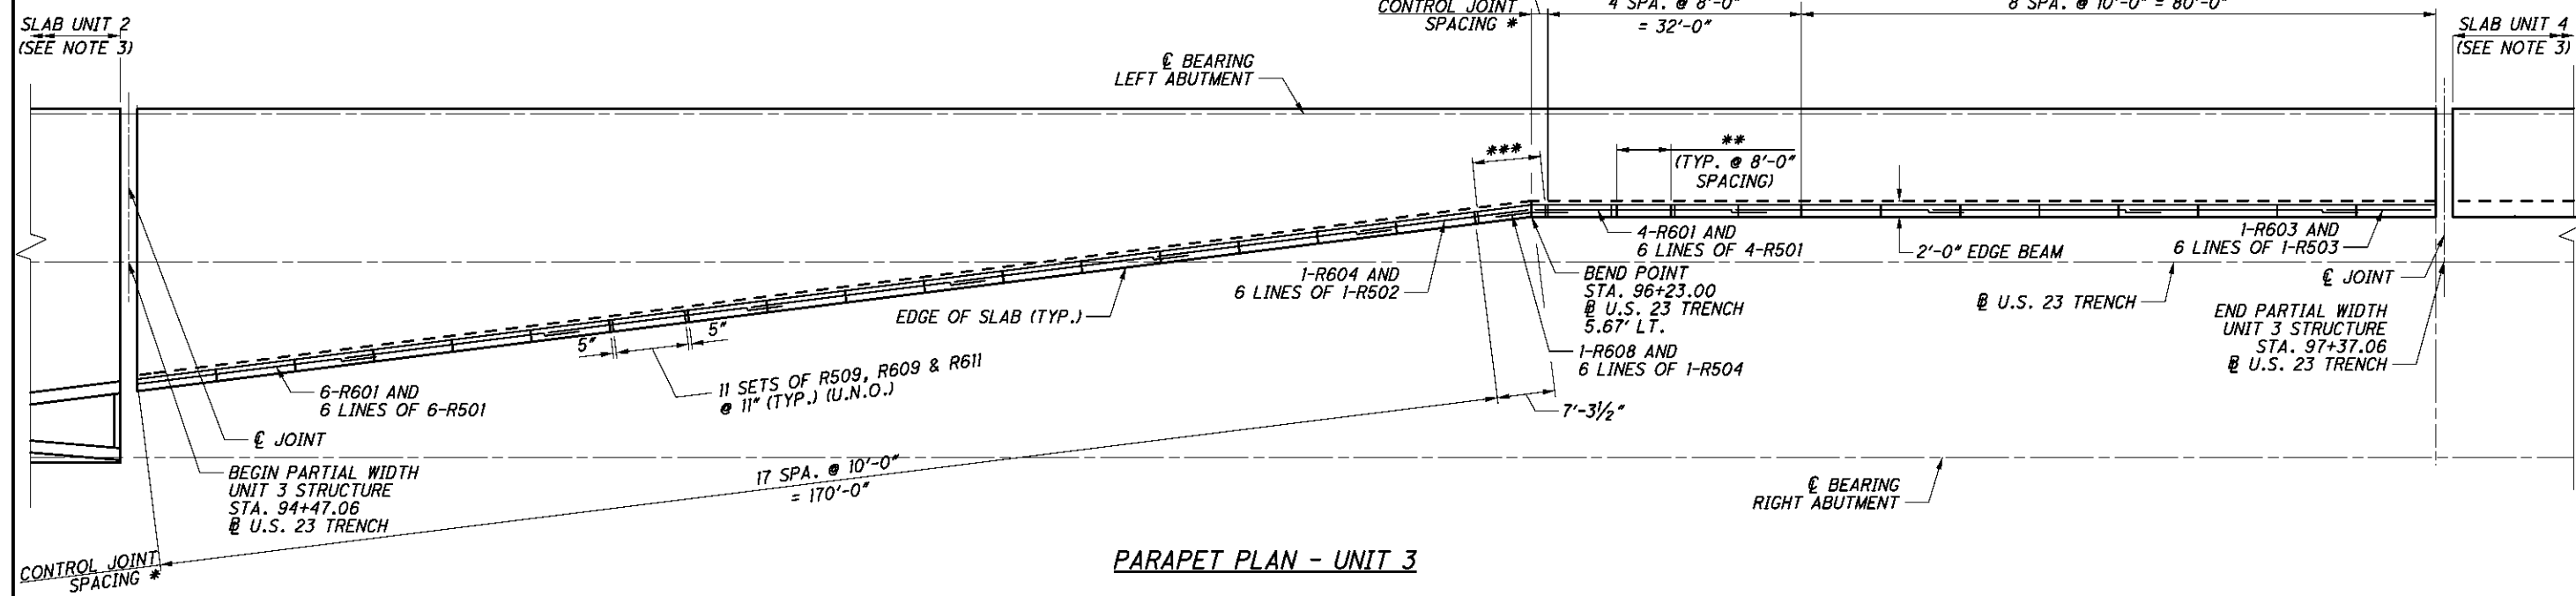 SLAB UNIT 2
(SEE NOTE 3)
CONTROL JOINT
SPACING *
4 SPA. @ 8'-0"
= 32'-0"
8 SPA. @ 10'-0" = 80'-0"
SLAB UNIT 4
(SEE NOTE 3)
℄ BEARING
LEFT ABUTMENT
***
**
(TYP. @ 8'-0"
SPACING)
4-R601 AND
6 LINES OF 4-R501
2'-0" EDGE BEAM
1-R603 AND
6 LINES OF 1-R503
℄ JOINT
1-R604 AND
6 LINES OF 1-R502
BEND POINT
STA. 96+23.00
B U.S. 23 TRENCH
5.67' LT.
B U.S. 23 TRENCH
END PARTIAL WIDTH
UNIT 3 STRUCTURE
STA. 97+37.06
B U.S. 23 TRENCH
EDGE OF SLAB (TYP.)
5"
5"
1-R608 AND
6 LINES OF 1-R504
11 SETS OF R509, R609 & R611
@ 11" (TYP.) (U.N.O.)
6-R601 AND
6 LINES OF 6-R501
7'-3 1/2"
℄ JOINT
BEGIN PARTIAL WIDTH
UNIT 3 STRUCTURE
STA. 94+47.06
B U.S. 23 TRENCH
17 SPA. @ 10'-0"
= 170'-0"
℄ BEARING
RIGHT ABUTMENT
CONTROL JOINT
SPACING *
PARAPET PLAN - UNIT 3